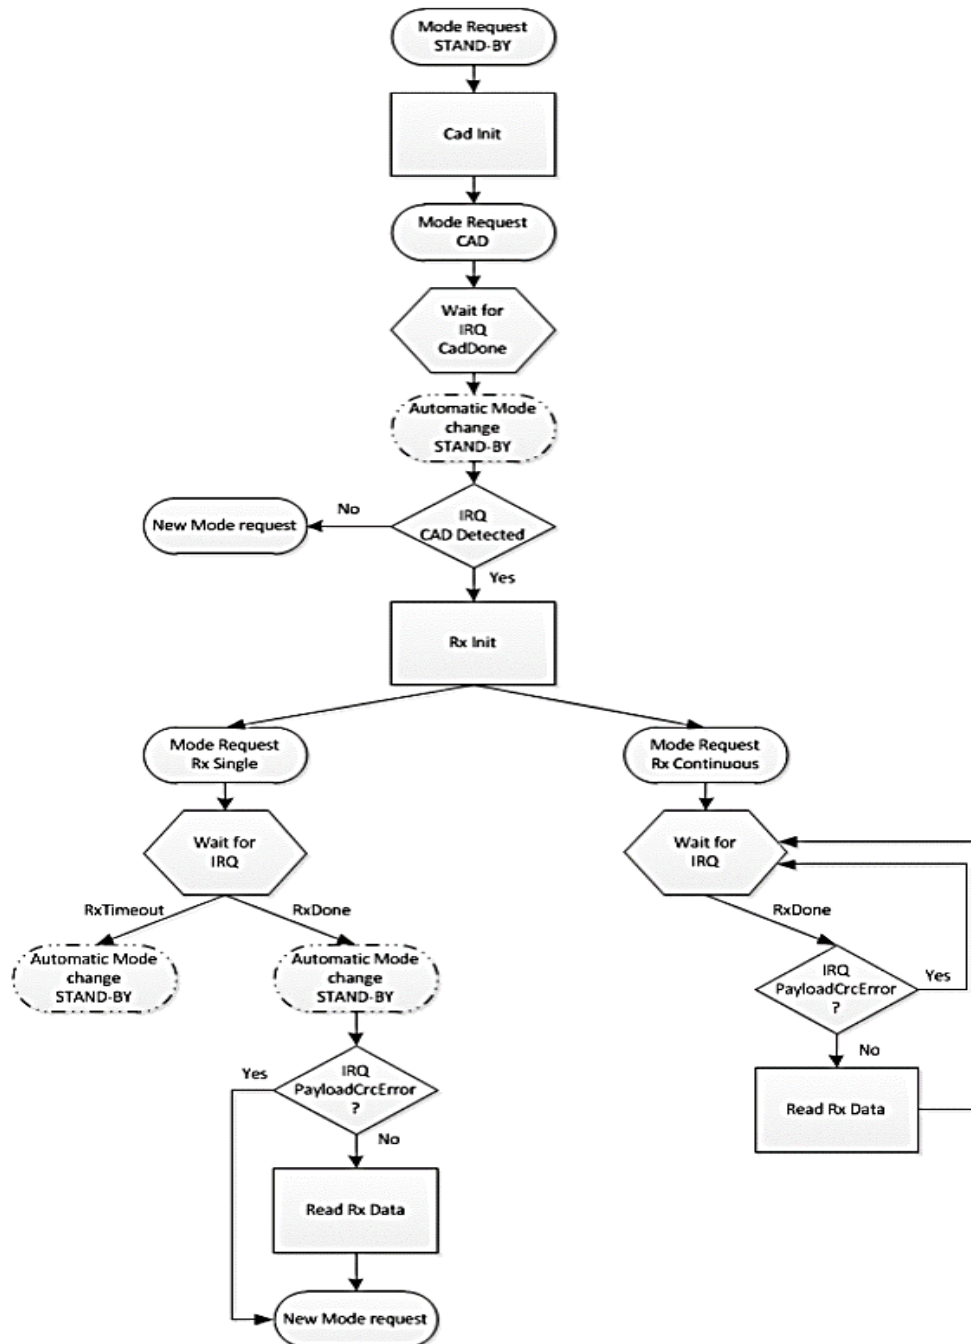 Mode Request
STAND-BY
Cad Init
Mode Request
CAD
Wait for
IRQ
CadDone
Automatic Mode
change
STAND-BY
No
New Mode request
IRQ
CAD Detected
Yes
Rx Init
Mode Request
Rx Single
Mode Request
Rx Continuous
Wait for
IRQ
Wait for
IRQ
RxTimeout
RxDone
RxDone
Automatic Mode
change
STAND-BY
Automatic Mode
change
STAND-BY
IRQ
PayloadCrcError
?
Yes
No
Yes
IRQ
PayloadCrcError
?
No
Read Rx Data
Read Rx Data
New Mode request